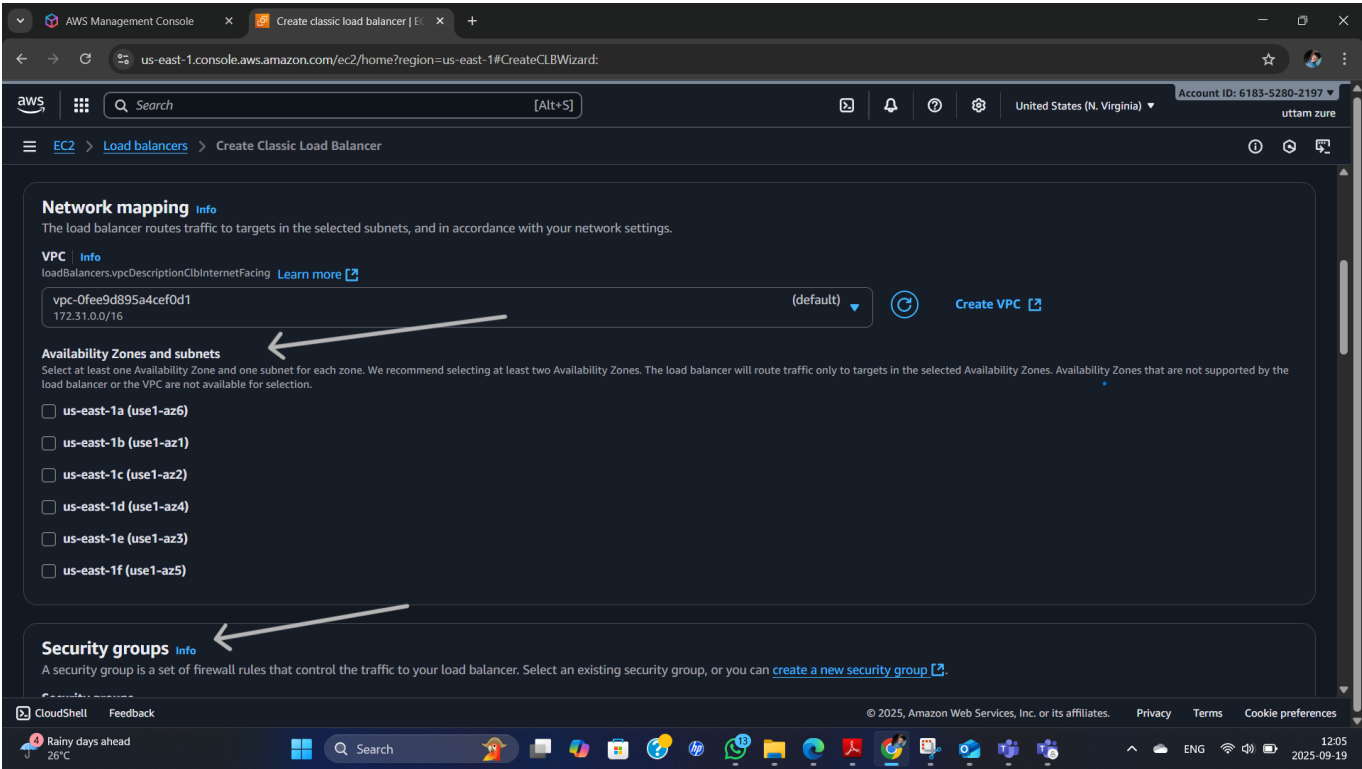 AWS Management Console
Create classic load balancer | EC
us-east-1.console.aws.amazon.com/ec2/home?region=us-east-1#CreateCLBWizard:
aws
Search [Alt+S]
United States (N. Virginia)
Account ID: 6183-5280-2197
uttam zure
EC2 > Load balancers > Create Classic Load Balancer
Network mapping Info
The load balancer routes traffic to targets in the selected subnets, and in accordance with your network settings.
VPC | Info
loadBalancers.vpcDescriptionClbInternetFacing Learn more
vpc-0fee9d895a4cef0d1 (default)
172.31.0.0/16
Create VPC
Availability Zones and subnets
Select at least one Availability Zone and one subnet for each zone. We recommend selecting at least two Availability Zones. The load balancer will route traffic only to targets in the selected Availability Zones. Availability Zones that are not supported by the
load balancer or the VPC are not available for selection.
us-east-1a (use1-az6)
us-east-1b (use1-az1)
us-east-1c (use1-az2)
us-east-1d (use1-az4)
us-east-1e (use1-az3)
us-east-1f (use1-az5)
Security groups Info
A security group is a set of firewall rules that control the traffic to your load balancer. Select an existing security group, or you can create a new security group.
Security groups
CloudShell Feedback © 2025, Amazon Web Services, Inc. or its affiliates. Privacy Terms Cookie preferences
4
Rainy days ahead
26°C
Search
hp
13
8
ENG
12:05
2025-09-19